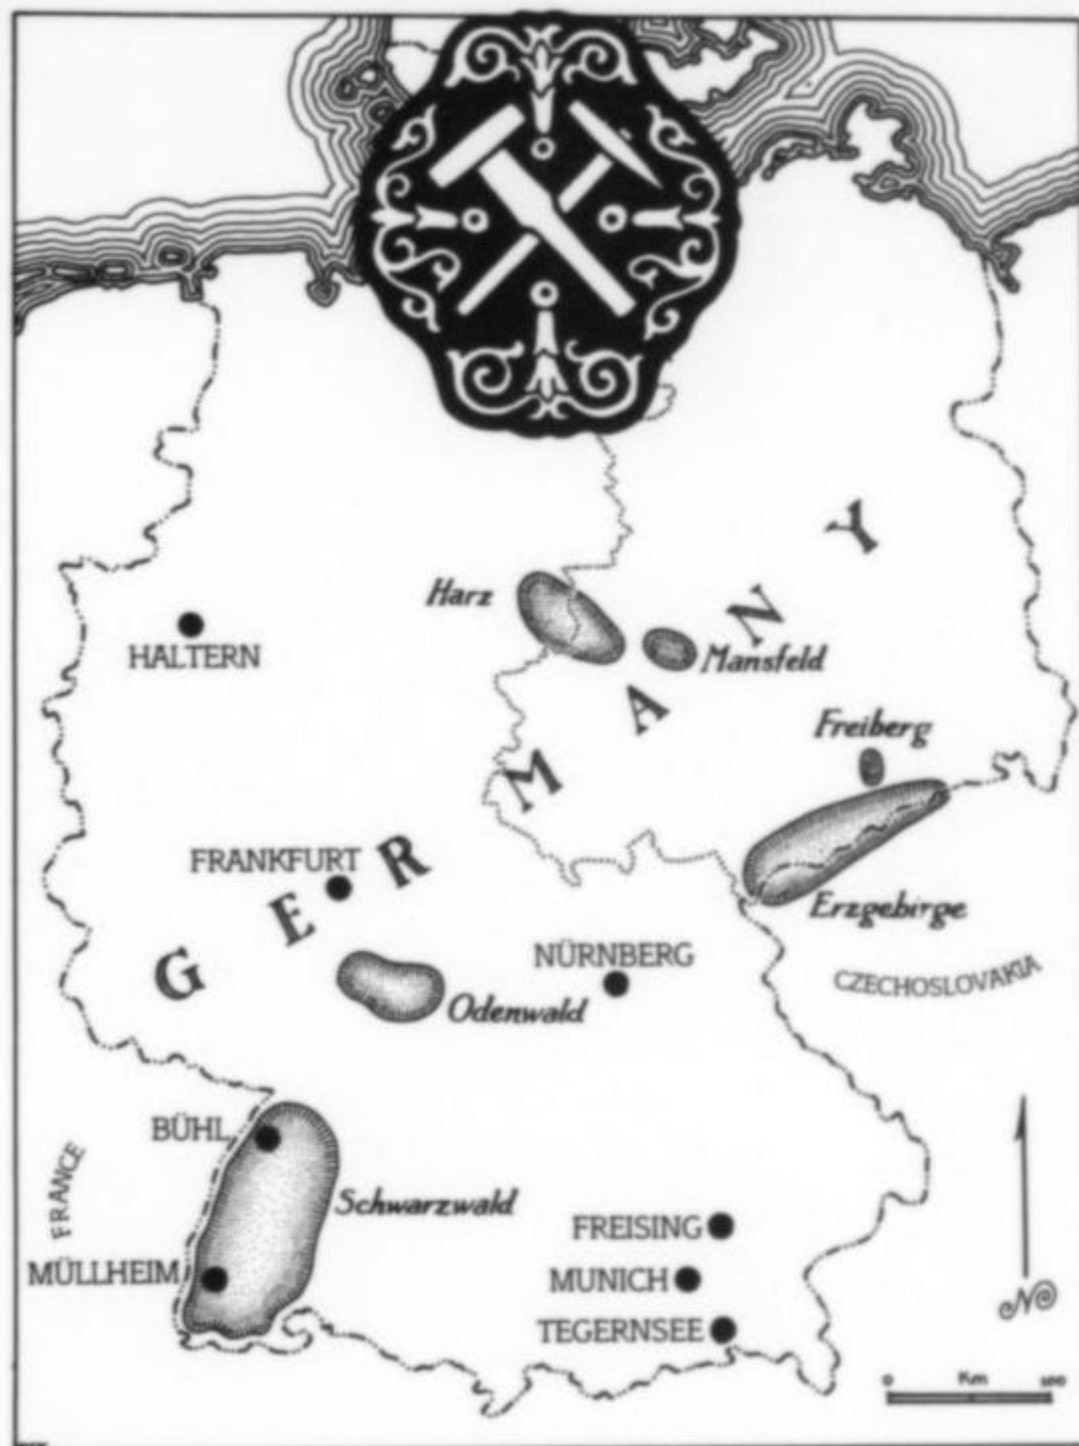 Harz
HALTERN
Mansfeld
Freiberg
GERMANY
FRANKFURT
Erzgebirge
NÜRNBERG
CZECHOSLOVAKIA
Odenwald
BÜHL
FRANCE
Schwarzwald
FREISING
MÜLLHEIM
MUNICH
N
TEGERNSEE
0 Km 100